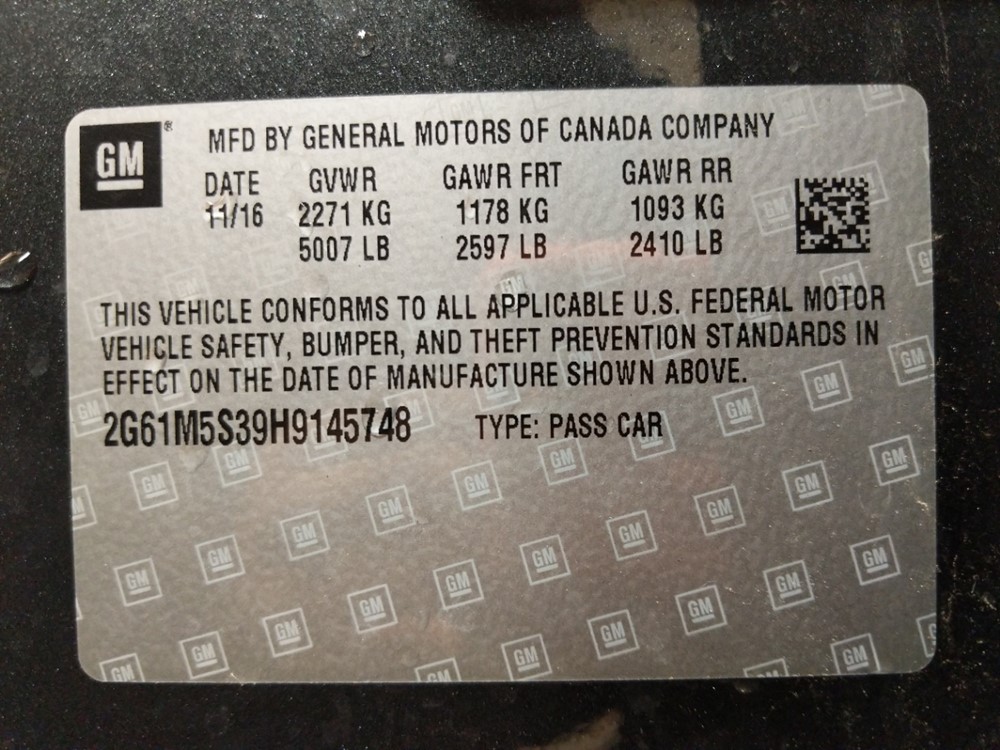 GM®
MFD BY GENERAL MOTORS OF CANADA COMPANY
DATE GVWR GAWR FRT GAWR RR
11/16 2271 KG 1178 KG 1093 KG
5007 LB 2597 LB 2410 LB
THIS VEHICLE CONFORMS TO ALL APPLICABLE U.S. FEDERAL MOTOR
VEHICLE SAFETY, BUMPER, AND THEFT PREVENTION STANDARDS IN
EFFECT ON THE DATE OF MANUFACTURE SHOWN ABOVE.
2G61M5S39H9145748 TYPE: PASS CAR